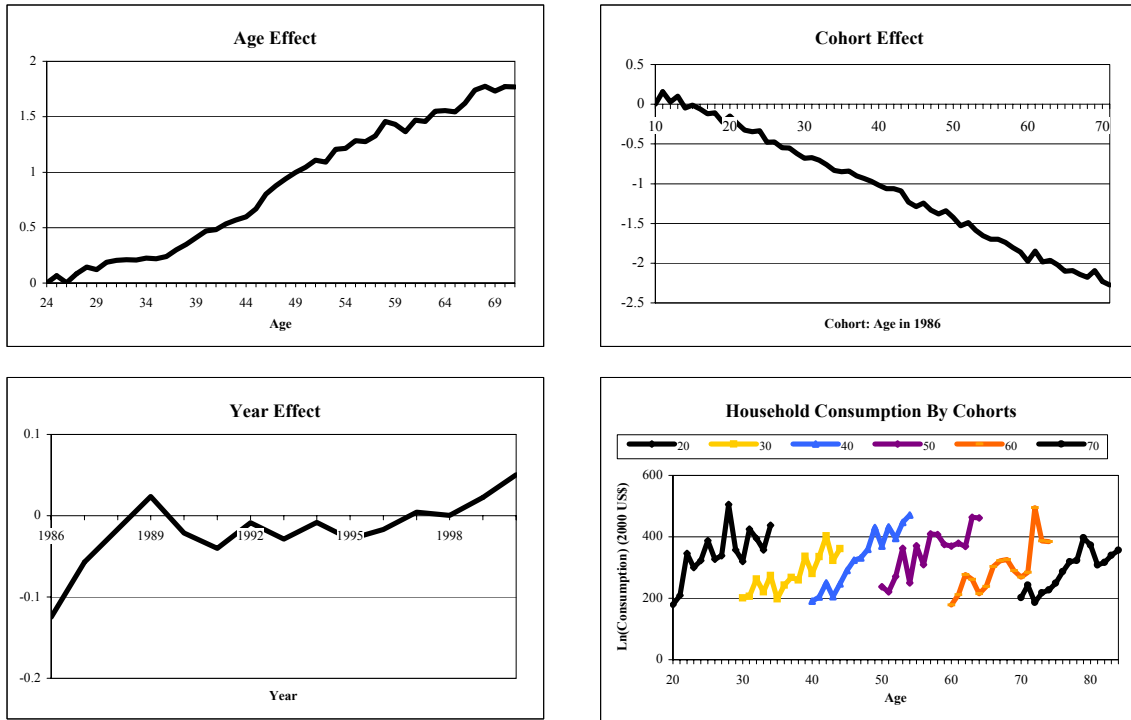 Age Effect
2
1.5
1
0.5
0
24 29 34 39 44 49 54 59 64 69
Age
Cohort Effect
0.5
0
10 20 30 40 50 60 70
-0.5
-1
-1.5
-2
-2.5
Cohort: Age in 1986
Year Effect
0.1
0
1986 1989 1992 1995 1998
-0.1
-0.2
Year
Household Consumption By Cohorts
20 30 40 50 60 70
Ln(Consumption) (2000 US$)
600
400
200
0
20 30 40 50 60 70 80
Age